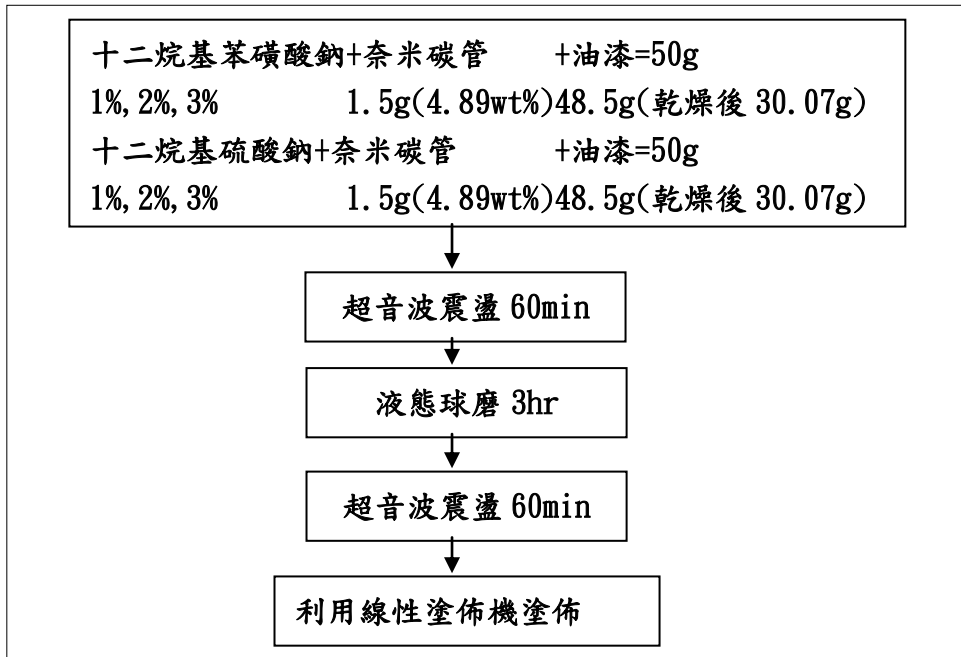 十二烷基苯磺酸鈉+奈米碳管 +油漆=50g
1%,2%,3% 1.5g(4.89wt%)48.5g(乾燥後 30.07g)
十二烷基硫酸鈉+奈米碳管 +油漆=50g
1%,2%,3% 1.5g(4.89wt%)48.5g(乾燥後 30.07g)
超音波震盪 60min
液態球磨 3hr
超音波震盪 60min
利用線性塗佈機塗佈